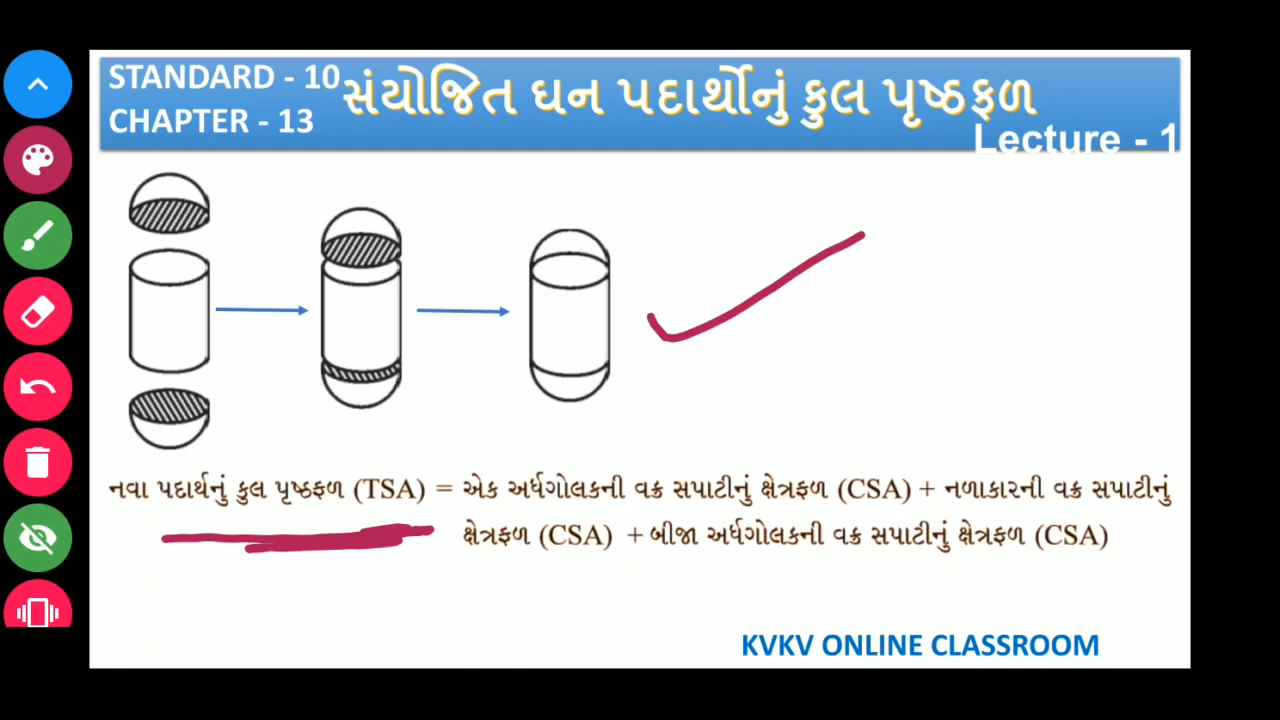 STANDARD - 10
CHAPTER - 13
સંયોજિત ઘન પદાર્થોનું કુલ પૃષ્ઠફળ
Lecture - 1
નવા પદાર્થનું કુલ પૃષ્ઠફળ (TSA) = એક અર્ધગોલકની વક્ર સપાટીનું ક્ષેત્રફળ (CSA) + નળાકારની વક્ર સપાટીનું
ક્ષેત્રફળ (CSA) + બીજા અર્ધગોલકની વક્ર સપાટીનું ક્ષેત્રફળ (CSA)
KVKV ONLINE CLASSROOM